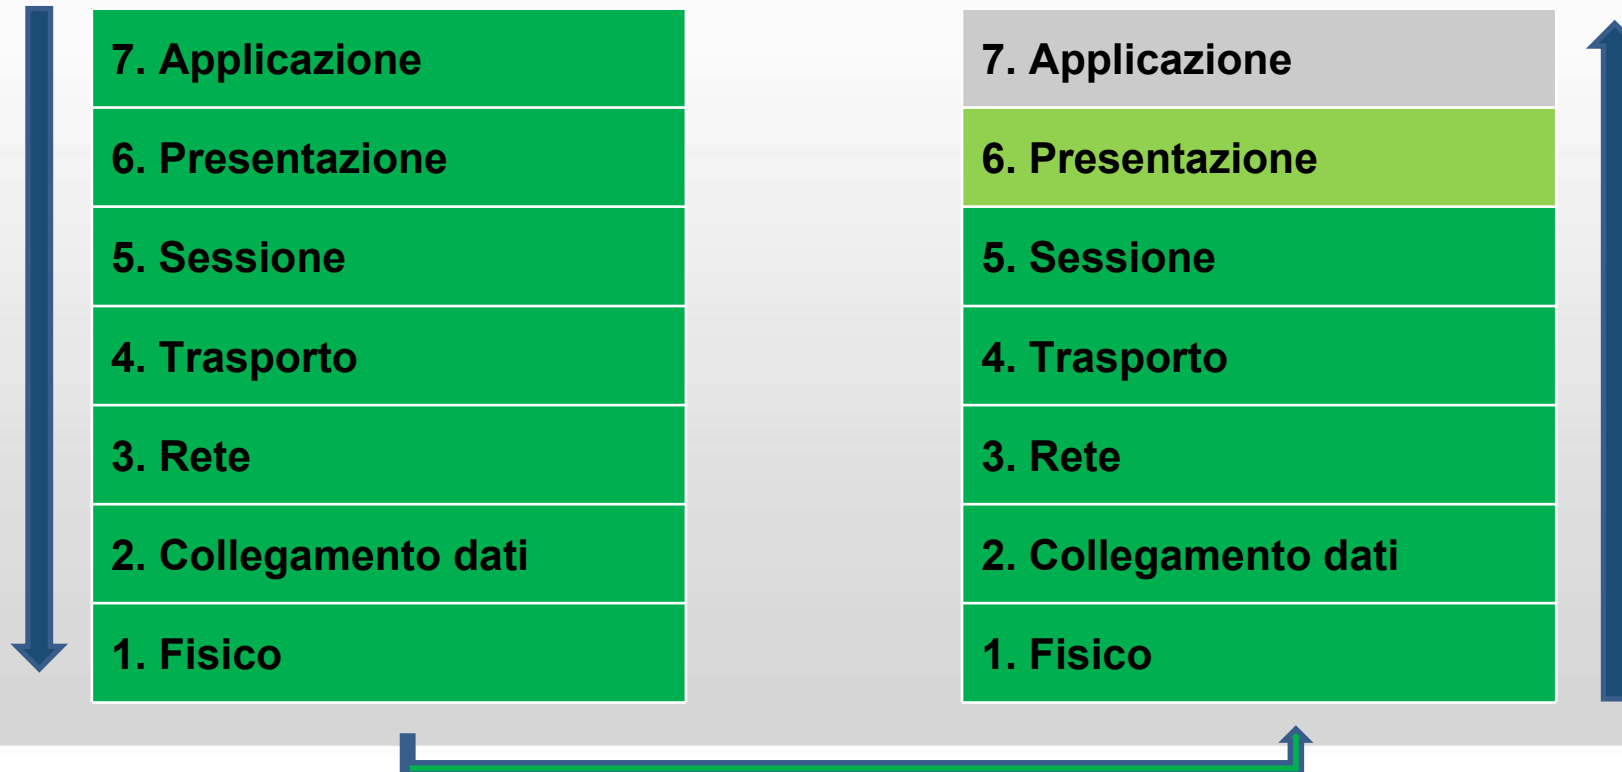 7. Applicazione
6. Presentazione
5. Sessione
4. Trasporto
3. Rete
2. Collegamento dati
1. Fisico
7. Applicazione
6. Presentazione
5. Sessione
4. Trasporto
3. Rete
2. Collegamento dati
1. Fisico